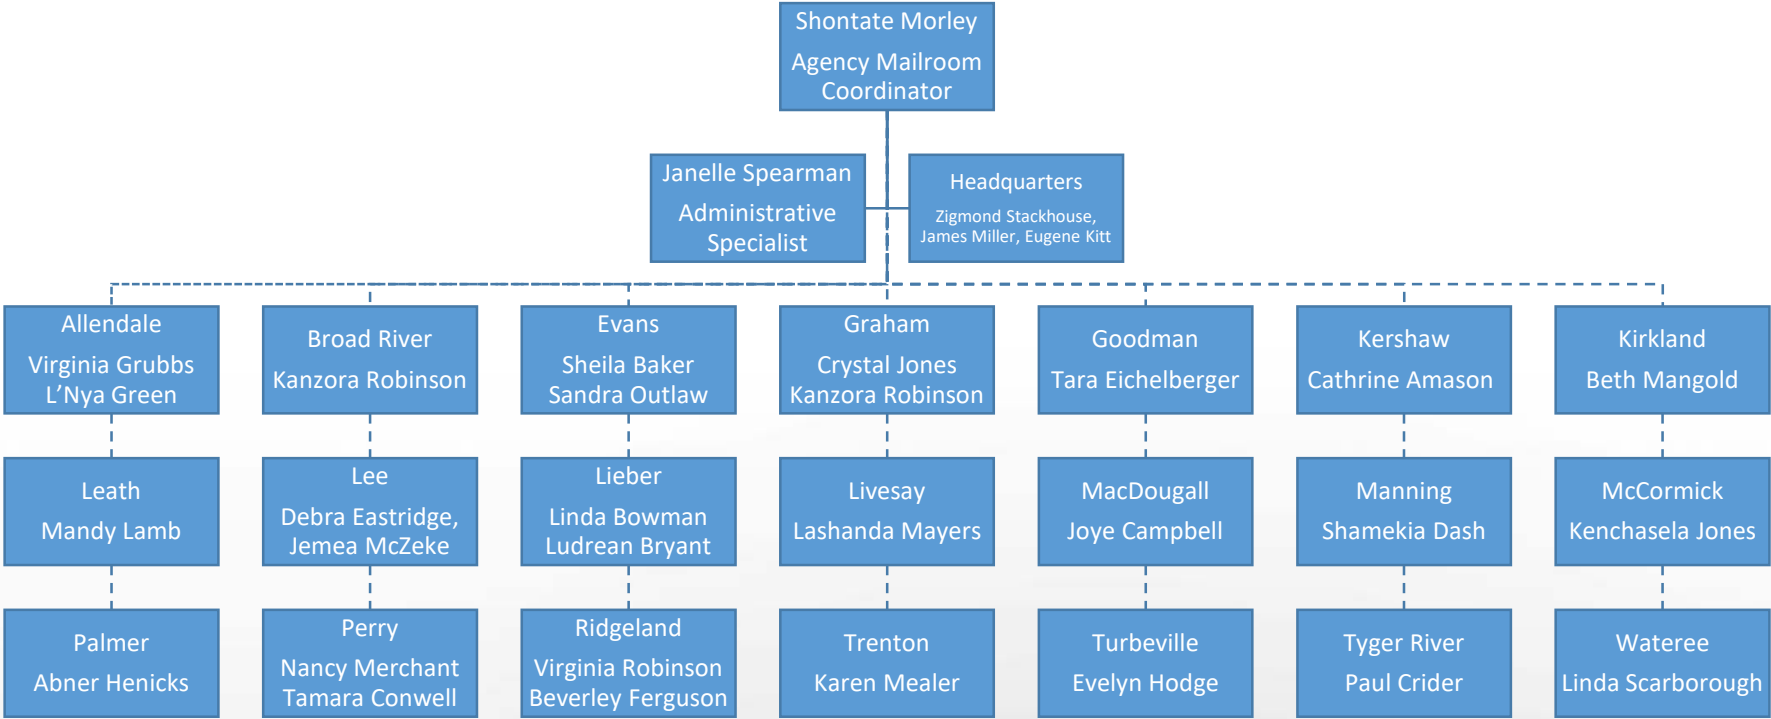 Shontate Morley
Agency Mailroom
Coordinator
Janelle Spearman
Administrative
Specialist
Headquarters
Zigmond Stackhouse,
James Miller, Eugene Kitt
Allendale
Virginia Grubbs
L’Nya Green
Broad River
Kanzora Robinson
Evans
Sheila Baker
Sandra Outlaw
Graham
Crystal Jones
Kanzora Robinson
Goodman
Tara Eichelberger
Kershaw
Cathrine Amason
Kirkland
Beth Mangold
Leath
Mandy Lamb
Lee
Debra Eastridge,
Jemea McZeke
Lieber
Linda Bowman
Ludrean Bryant
Livesay
Lashanda Mayers
MacDougall
Joye Campbell
Manning
Shamekia Dash
McCormick
Kenchasela Jones
Palmer
Abner Henicks
Perry
Nancy Merchant
Tamara Conwell
Ridgeland
Virginia Robinson
Beverley Ferguson
Trenton
Karen Mealer
Turbeville
Evelyn Hodge
Tyger River
Paul Crider
Wateree
Linda Scarborough